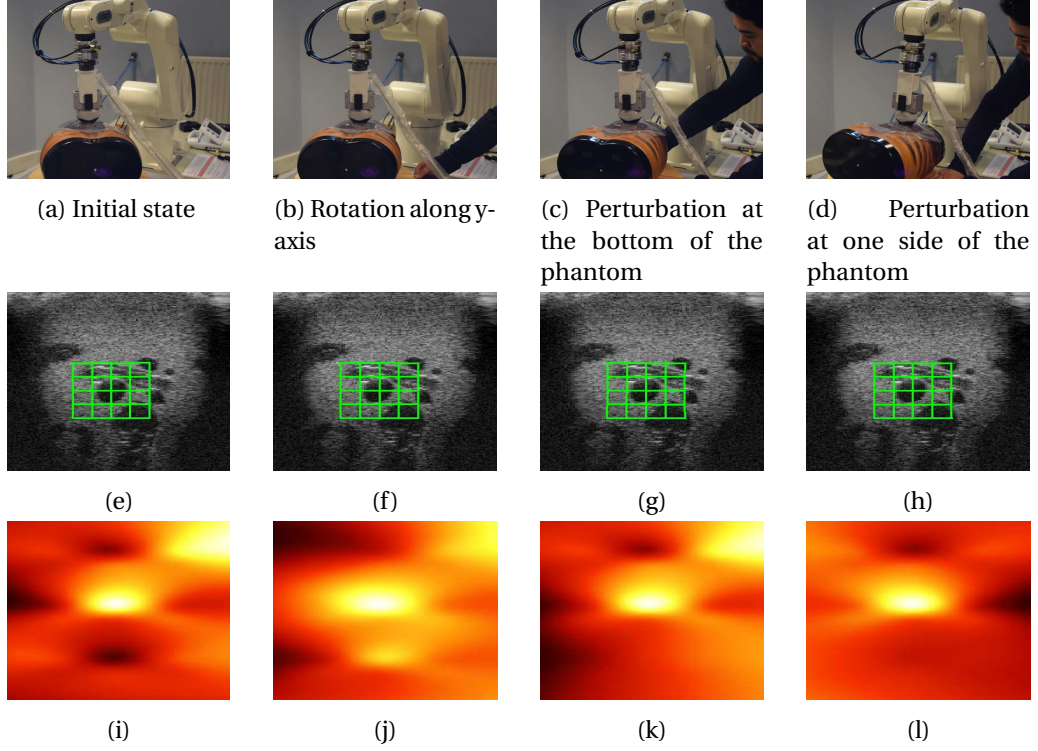 (a) Initial state
(b) Rotation along y-
axis
(c) Perturbation at
the bottom of the
phantom
(d) Perturbation
at one side of the
phantom
(e)
(f)
(g)
(h)
(i)
(j)
(k)
(l)